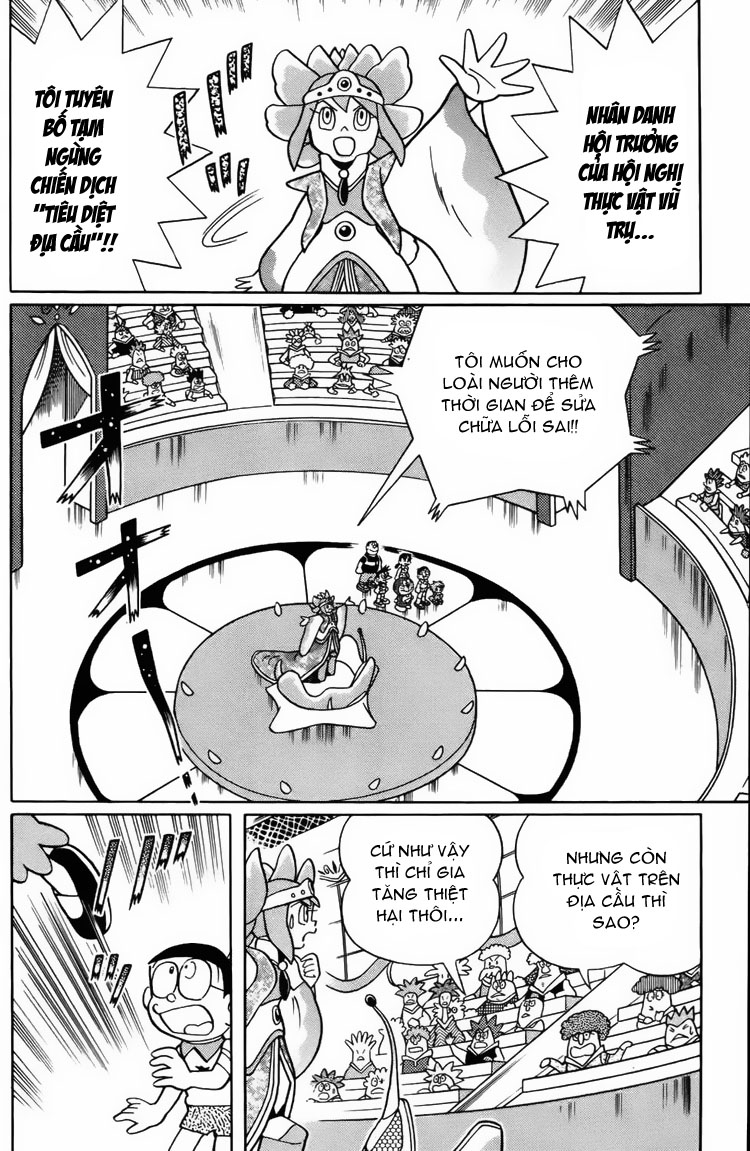 NHÂN DANH
HỘI TRƯỞNG
CỦA HỘI NGHỊ
THỰC VẬT VŨ
TRỤ...
TÔI TUYÊN
BỐ TẠM
NGỪNG
CHIẾN DỊCH
"TIÊU DIỆT
ĐỊA CẦU"!!
TÔI MUỐN CHO
LOÀI NGƯỜI THÊM
THỜI GIAN ĐỂ SỬA
CHỮA LỖI SAI!!
オオ
NHƯNG CÒN
THỰC VẬT TRÊN
ĐỊA CẦU THÌ
SAO?
CỨ NHƯ VẬY
THÌ CHỈ GIA
TĂNG THIỆT
HẠI THÔI...